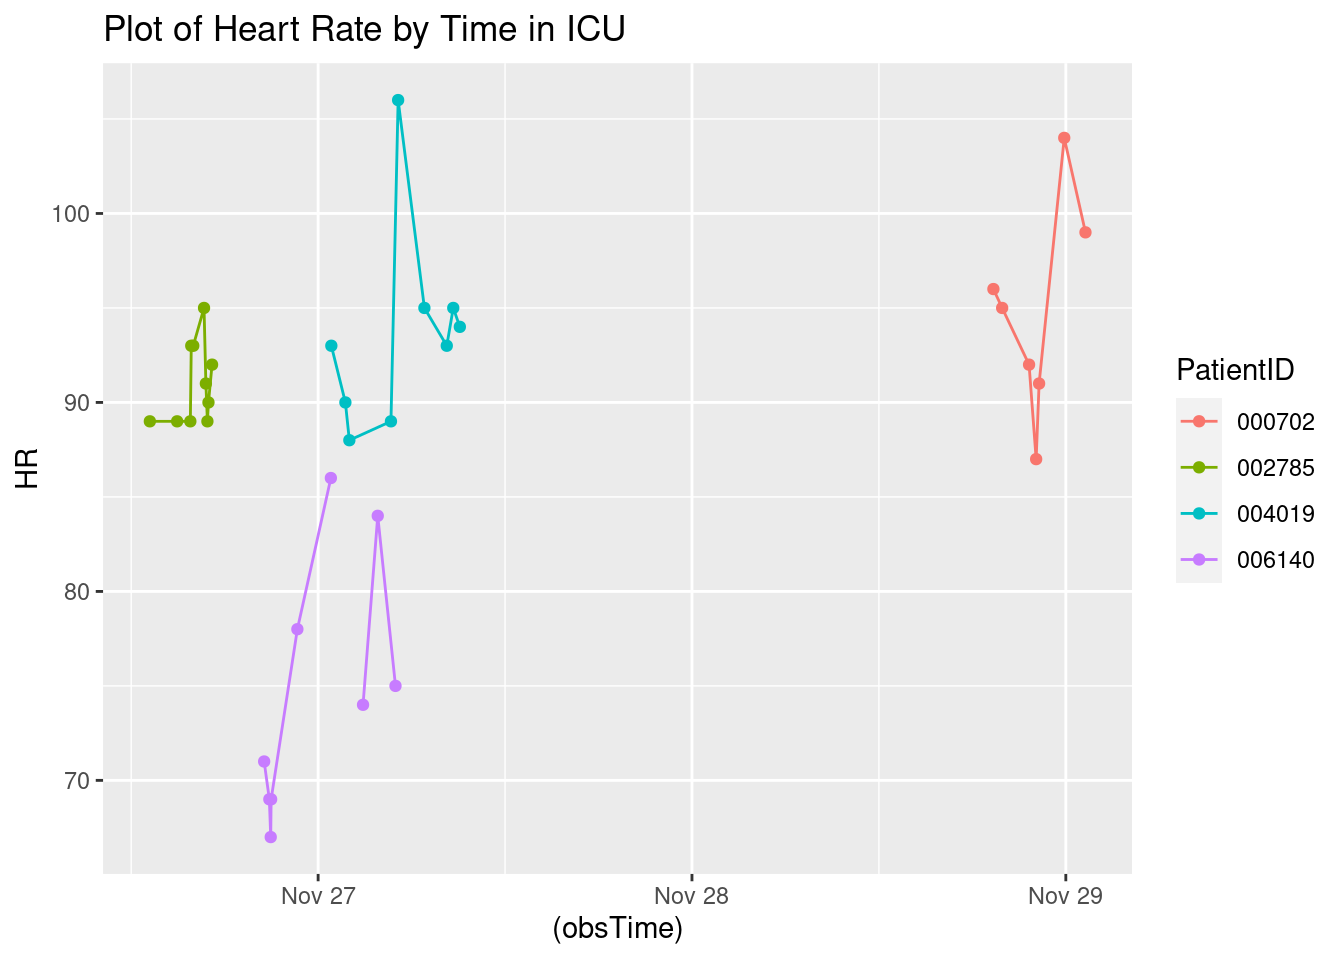 Plot of Heart Rate by Time in ICU
HR
100
90
80
70
Nov 27
Nov 28
Nov 29
(obsTime)
PatientID
000702
002785
004019
006140